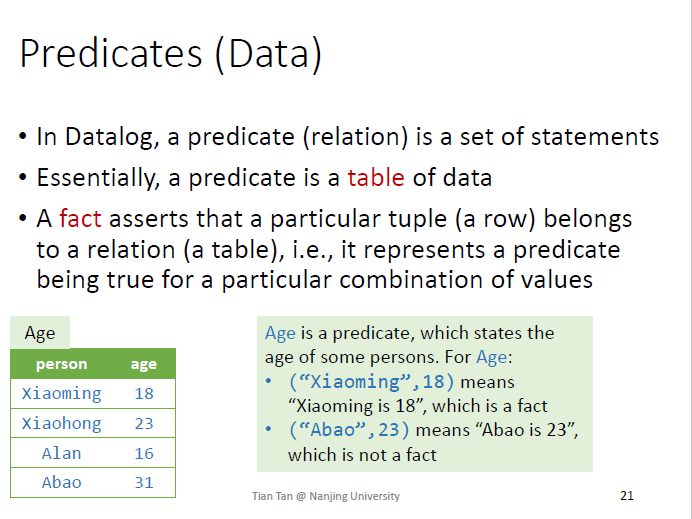 Predicates (Data)
• In Datalog, a predicate (relation) is a set of statements
• Essentially, a predicate is a table of data
• A fact asserts that a particular tuple (a row) belongs
to a relation (a table), i.e., it represents a predicate
being true for a particular combination of values
Age
person age
Xiaoming 18
Xiaohong 23
Alan 16
Abao 31
Age is a predicate, which states the
age of some persons. For Age:
• (“Xiaoming”,18) means
“Xiaoming is 18”, which is a fact
• (“Abao”,23) means “Abao is 23”,
which is not a fact
Tian Tan @ Nanjing University
21